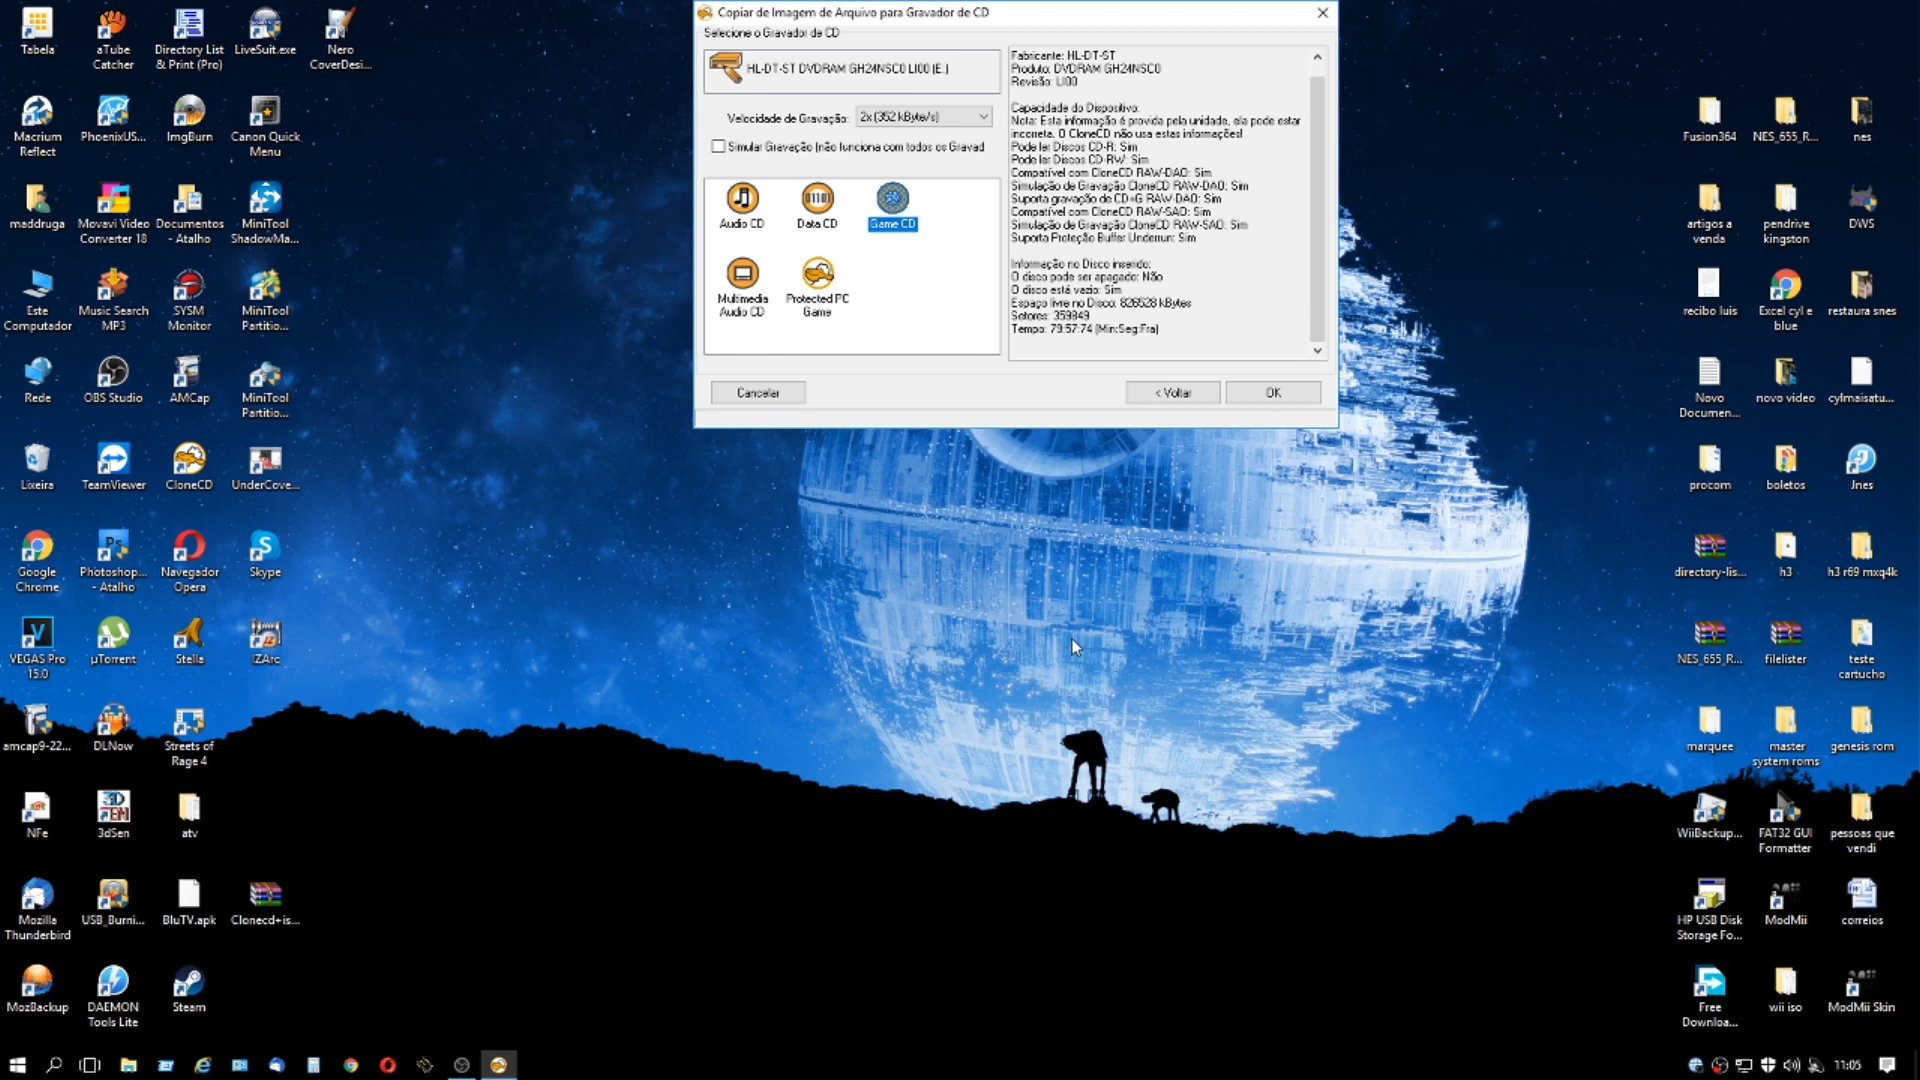 Copiar de Imagem de Arquivo para Gravador de CD
Selecione o Gravador de CD
HL-DT-ST DVDRAM GH24NSC0 LI00 (E:)
Velocidade de Gravação:
2x (352 kByte/s)
Simular Gravação (não funciona com todos os Gravad
Audio CD
Data CD
Game CD
Multimedia
Audio CD
Protected PC
Game
Fabricante: HL-DT-ST
Produto: DVDRAM GH24NSC0
Revisão: LI00
Capacidade do Dispositivo:
Nota: Esta informação é provida pela unidade, ela pode estar
incorreta. O CloneCD não usa estas informações!
Pode ler Discos CD-R: Sim
Pode ler Discos CD-RW: Sim
Compatível com CloneCD RAW-DAO: Sim
Simulação de Gravação CloneCD RAW-DAO: Sim
Suporta gravação de CD+G RAW-DAO: Sim
Compatível com CloneCD RAW-SAO: Sim
Simulação de Gravação CloneCD RAW-SAO: Sim
Suporta Proteção Buffer Underrun: Sim
Informação no Disco inserido:
O disco pode ser apagado: Não
O disco está vazio: Sim
Espaço livre no Disco: 826528 kBytes
Setores: 359849
Tempo: 79:57:74 (Min:Seg:Fra)
Cancelar
< Voltar
OK
Tabela
aTube
Catcher
Directory List
& Print (Pro)
LiveSuit.exe
Nero
CoverDesi...
Macrium
Reflect
PhoenixUS...
ImgBurn
Canon Quick
Menu
maddruga
Movavi Video
Converter 18
Documentos
- Atalho
MiniTool
ShadowMa...
Este
Computador
Music Search
MP3
SYSM
Monitor
MiniTool
Partitio...
Rede
OBS Studio
AMCap
MiniTool
Partitio...
Lixeira
TeamViewer
CloneCD
UnderCove...
Google
Chrome
Photoshop...
- Atalho
Navegador
Opera
Skype
VEGAS Pro
15.0
µTorrent
Stella
IZArc
amcap9-22...
DLNow
Streets of
Rage 4
NFe
3dSen
atv
Mozilla
Thunderbird
USB_Burni...
BluTV.apk
Clonecd+is...
MozBackup
DAEMON
Tools Lite
Steam
Fusion364
NES_655_R...
nes
artigos a
venda
pendrive
kingston
DWS
recibo luis
Excel cyl e
blue
restaura snes
Novo
Documen...
novo video
cylmaisatu...
procom
boletos
Jnes
directory-lis...
h3
h3 r69 mxq4k
NES_655_R...
filelister
teste
cartucho
marquee
master
system roms
genesis rom
WiiBackup...
FAT32 GUI
Formatter
pessoas que
vendi
HP USB Disk
Storage Fo...
ModMii
correios
Free
Downloa...
wii iso
ModMii Skin
11:05